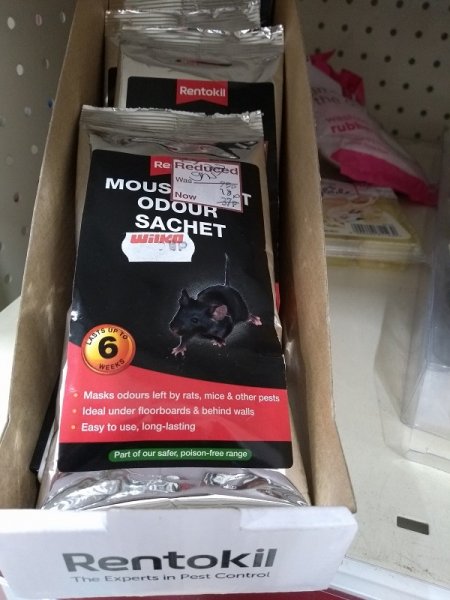 Rentokil
Re
Reduced
Was
Now
MOUS
T
ODOUR
SACHET
wilko
LASTS UP TO
6
WEEKS
• Masks odours left by rats, mice & other pests
• Ideal under floorboards & behind walls
• Easy to use, long-lasting
Part of our safer, poison-free range
Rentokil
The Experts in Pest Control